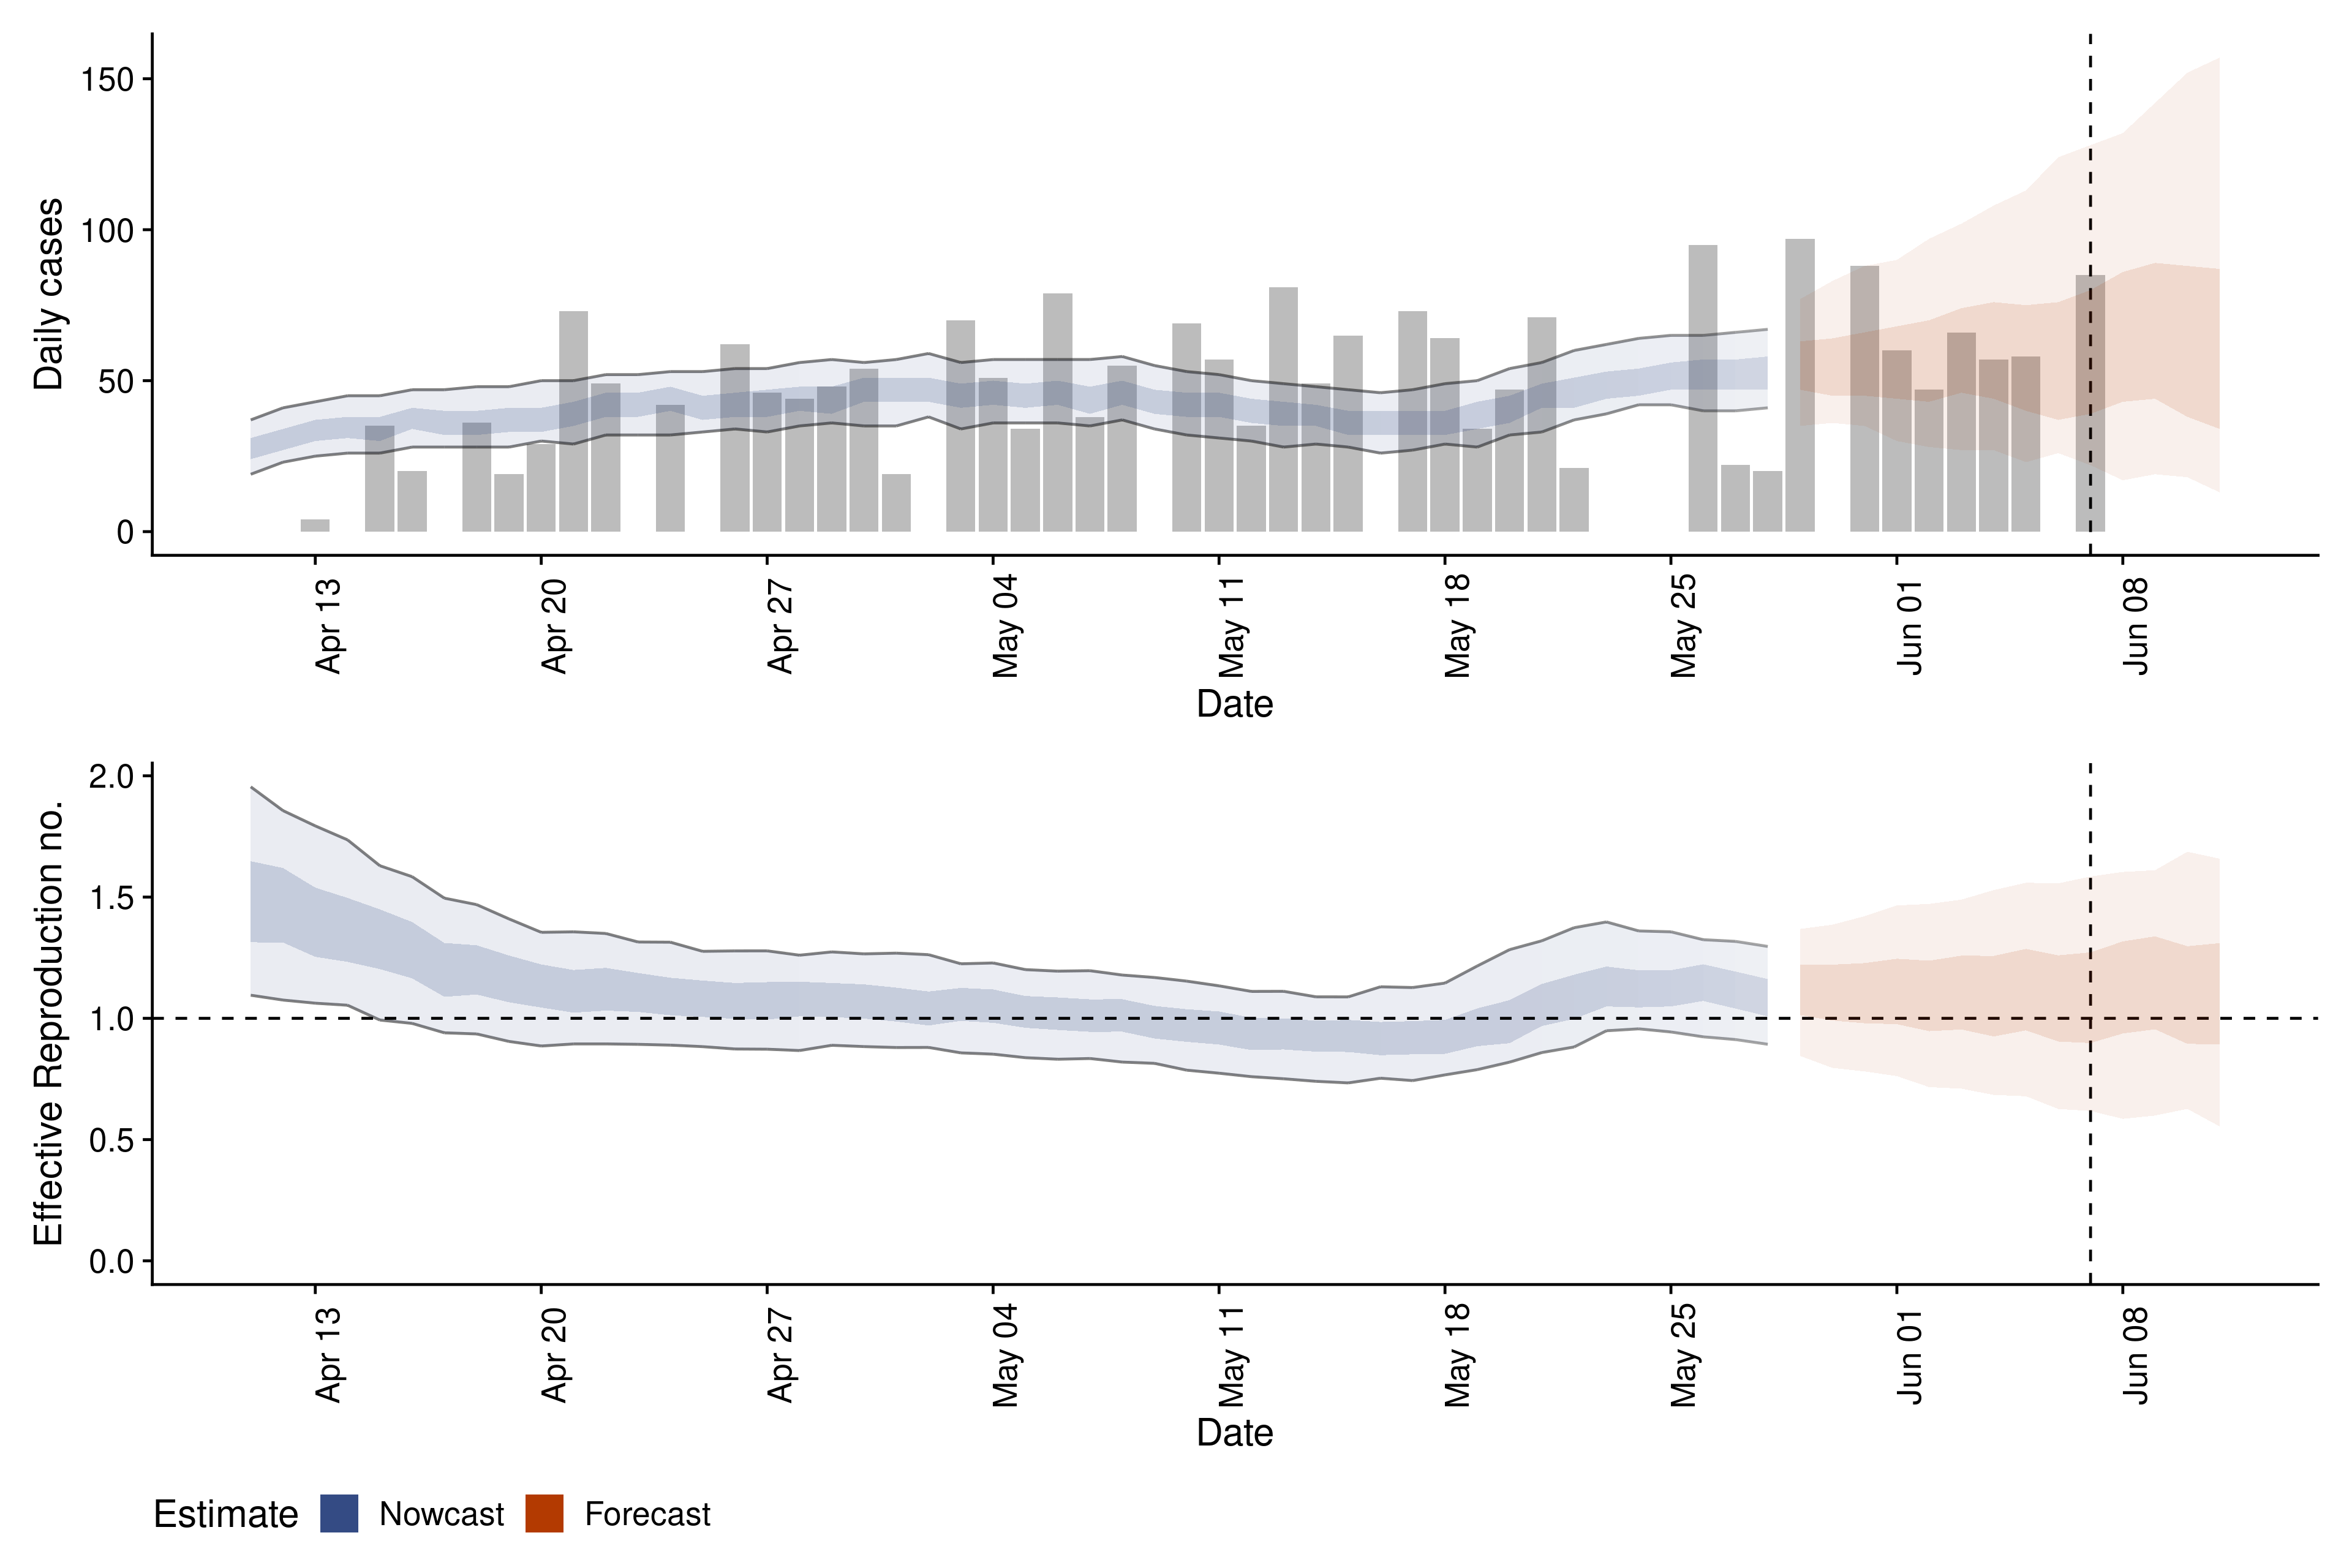 Daily cases
150
100
50
0
Apr 13
Apr 20
Apr 27
May 04
May 11
May 18
May 25
Jun 01
Jun 08
Date
Effective Reproduction no.
2.0
1.5
1.0
0.5
0.0
Apr 13
Apr 20
Apr 27
May 04
May 11
May 18
May 25
Jun 01
Jun 08
Date
Estimate Nowcast Forecast